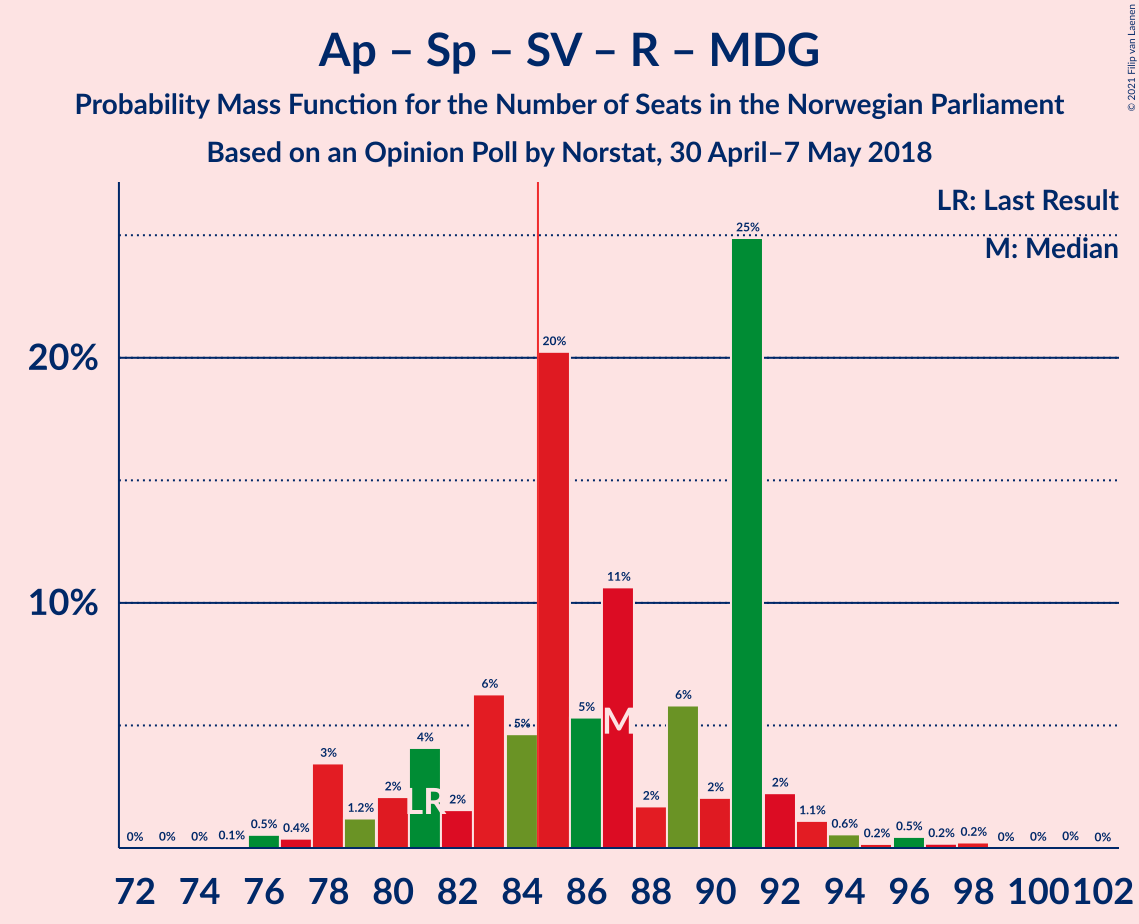 Ap – Sp – SV – R – MDG
Probability Mass Function for the Number of Seats in the Norwegian Parliament
Based on an Opinion Poll by Norstat, 30 April–7 May 2018
© 2021 Filip van Laenen
LR: Last Result
M: Median
20%
10%
0% 0% 0% 0.1% 0.5% 0.4% 3% 1.2% 2% 4% 2% 6% 5% 20% 5% 11% 2% 6% 2% 25% 2% 1.1% 0.6% 0.2% 0.5% 0.2% 0.2% 0% 0% 0% 0%
LR
M
72 74 76 78 80 82 84 86 88 90 92 94 96 98 100 102